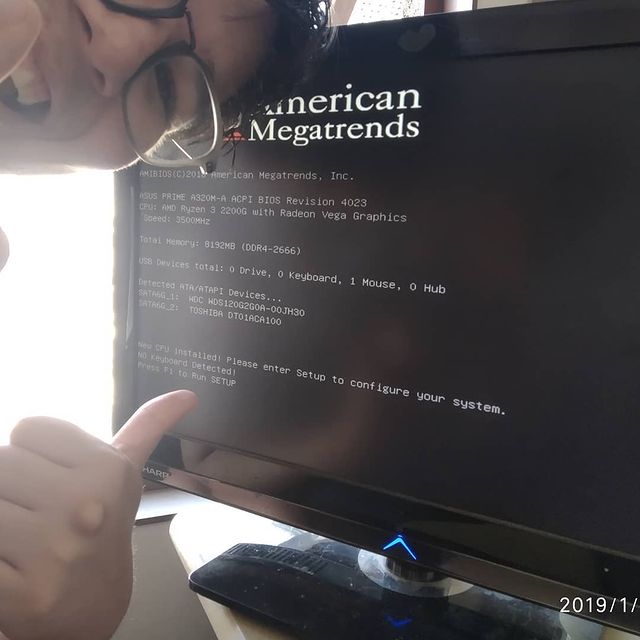 American
Megatrends
AMIBIOS(C)2018 American Megatrends, Inc.
ASUS PRIME A320M-A ACPI BIOS Revision 4023
CPU: AMD Ryzen 3 2200G with Radeon Vega Graphics
Speed: 3500MHz
Total Memory: 8192MB (DDR4-2666)
USB Devices total: 0 Drive, 0 Keyboard, 1 Mouse, 0 Hub
Detected ATA/ATAPI Devices...
SATA6G_1: WDC WDS120G2G0A-00JH30
SATA6G_2: TOSHIBA DT01ACA100
New CPU installed! Please enter Setup to configure your system.
NO Keyboard Detected!
Press F1 to Run SETUP
SHARP
2019/1/